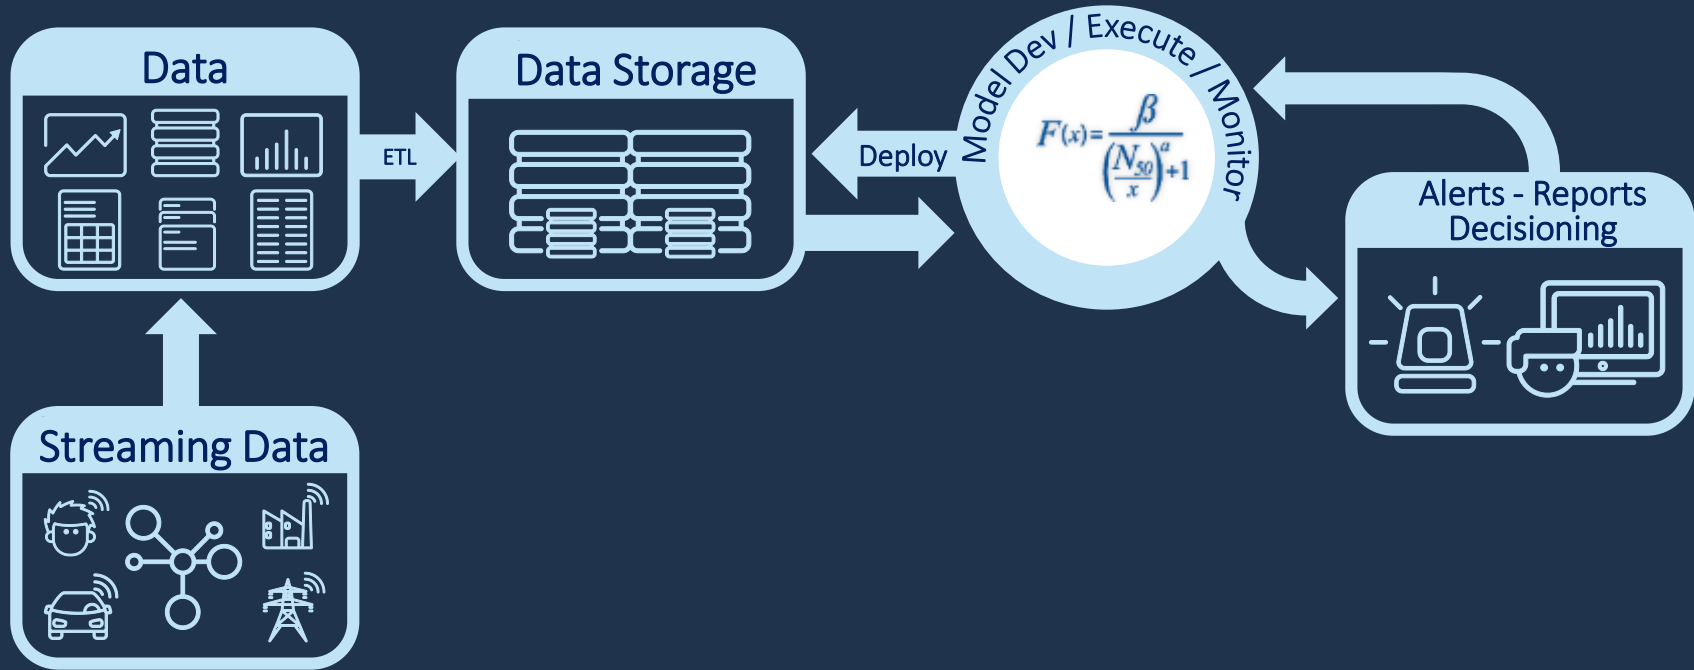 Data
ETL
Data Storage
Deploy
Model Dev / Execute / Monitor
F(x)=β/((N₅₀/x)ᵃ+1)
Alerts - Reports
Decisioning
Streaming Data